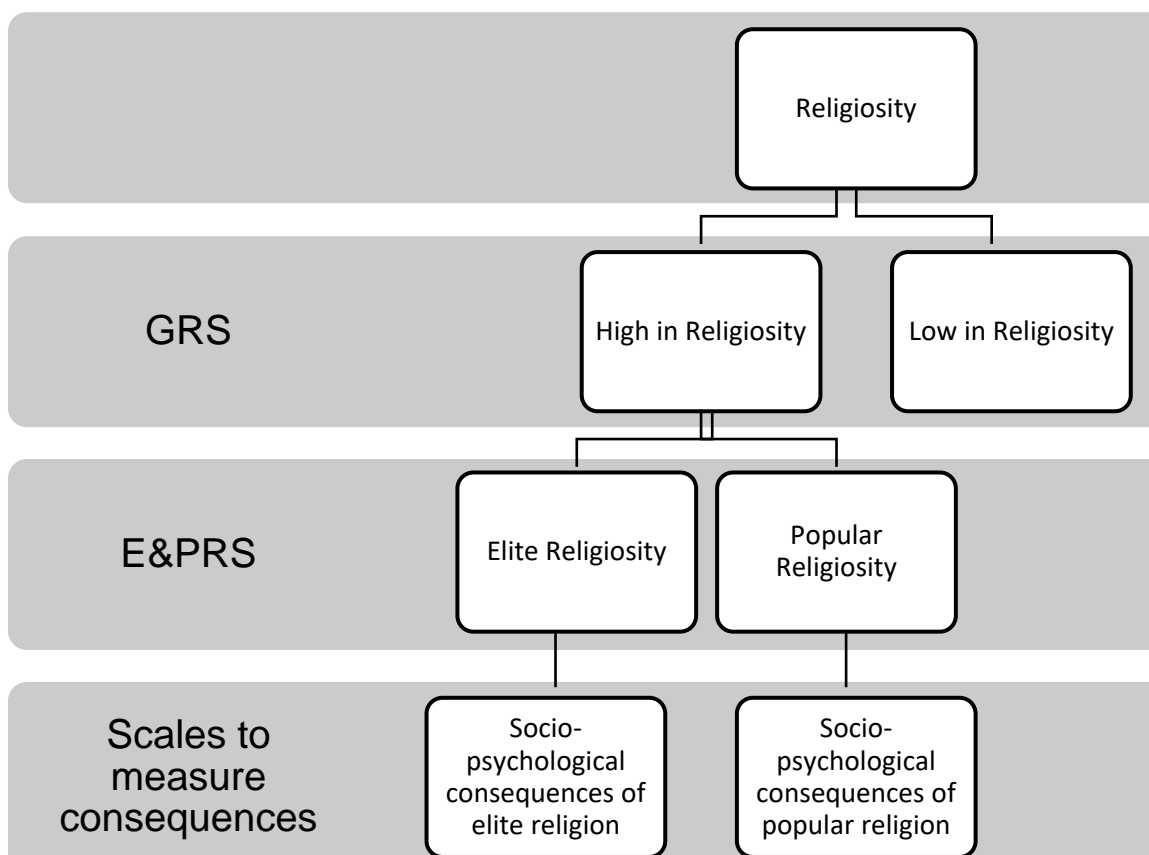 Religiosity
GRS
High in Religiosity
Low in Religiosity
E&PRS
Elite Religiosity
Popular
Religiosity
Scales to
measure
consequences
Socio-
psychological
consequences of
elite religion
Socio-
psychological
consequences of
popular religion